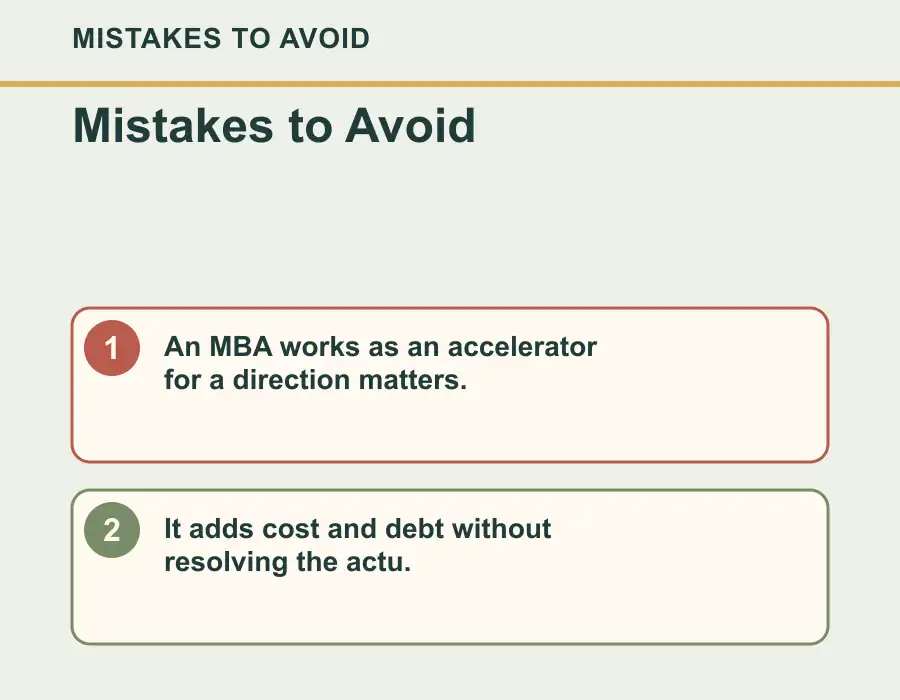 MISTAKES TO AVOID
Mistakes to Avoid
1
An MBA works as an accelerator
for a direction matters.
2
It adds cost and debt without
resolving the actu.